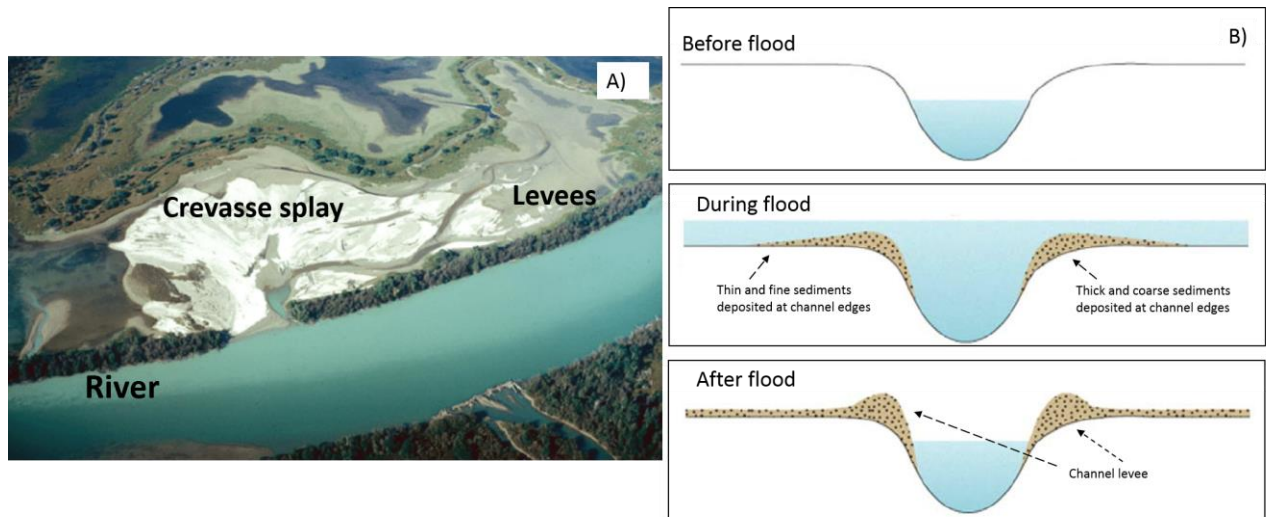 A)
Crevasse splay
Levees
River
Before flood
B)
During flood
Thin and fine sediments
deposited at channel edges
Thick and coarse sediments
deposited at channel edges
After flood
Channel levee